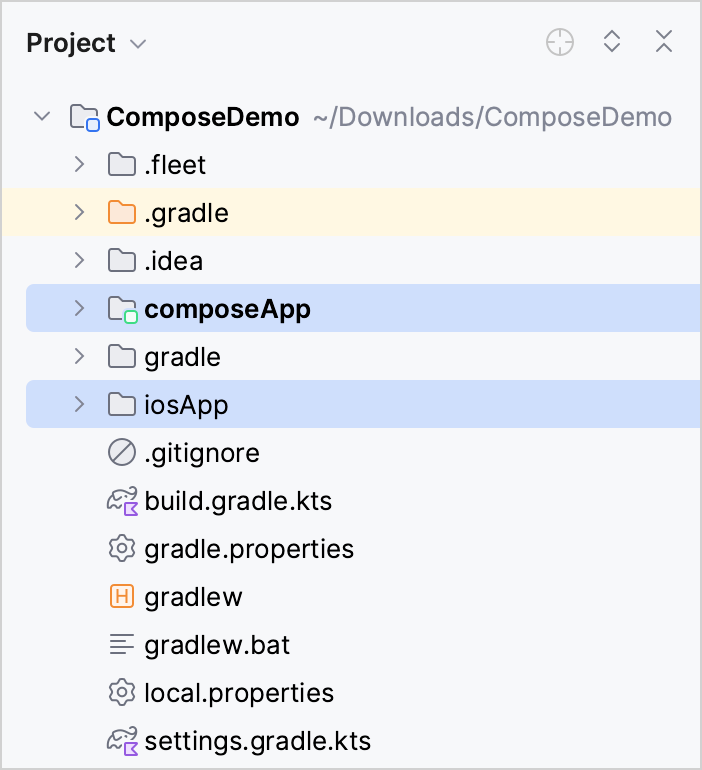 Project
ComposeDemo ~/Downloads/ComposeDemo
.fleet
.gradle
.idea
composeApp
gradle
iosApp
.gitignore
build.gradle.kts
gradle.properties
gradlew
gradlew.bat
local.properties
settings.gradle.kts